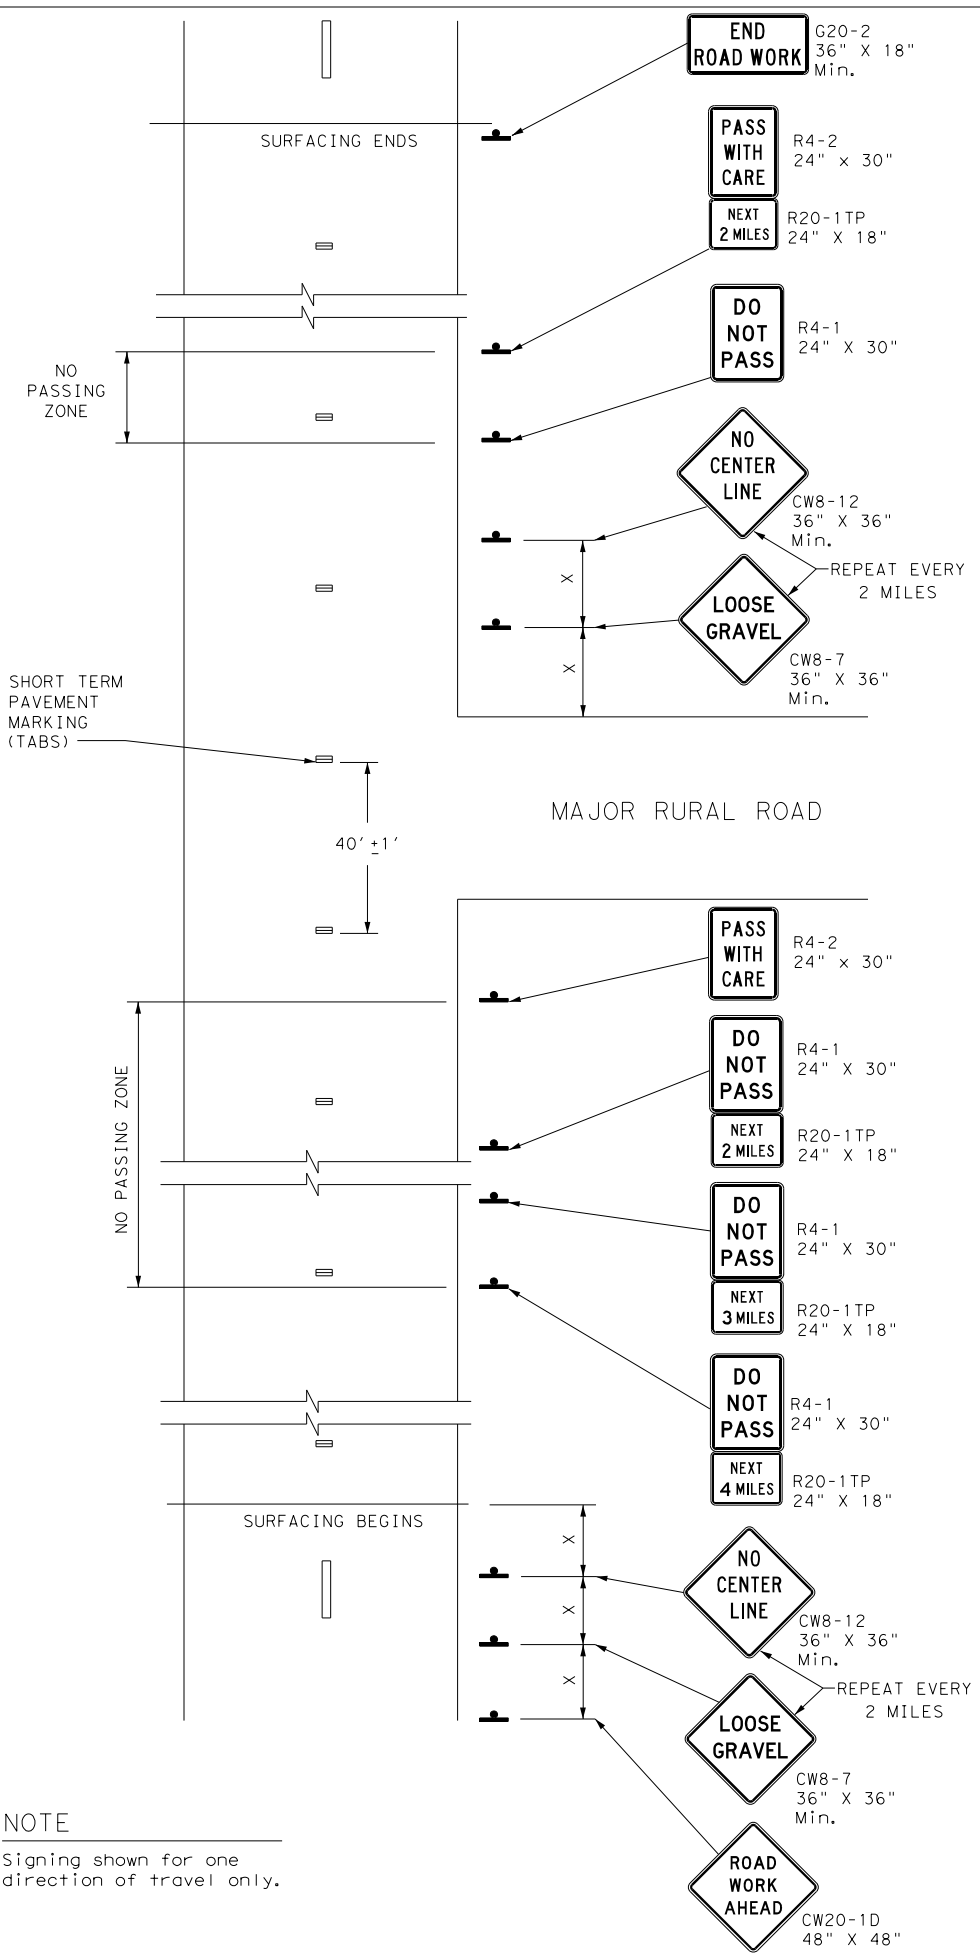 END
ROAD WORK
G20-2
36" X 18"
Min.
SURFACING ENDS
PASS
WITH
CARE
R4-2
24" x 30"
NEXT
2 MILES
R20-1TP
24" X 18"
DO
NOT
PASS
R4-1
24" X 30"
NO
PASSING
ZONE
NO
CENTER
LINE
CW8-12
36" X 36"
Min.
REPEAT EVERY
2 MILES
X
LOOSE
GRAVEL
CW8-7
36" X 36"
Min.
X
SHORT TERM
PAVEMENT
MARKING
(TABS)
MAJOR RURAL ROAD
40' ±1'
PASS
WITH
CARE
R4-2
24" x 30"
DO
NOT
PASS
R4-1
24" X 30"
NEXT
2 MILES
R20-1TP
24" X 18"
NO PASSING ZONE
DO
NOT
PASS
R4-1
24" X 30"
NEXT
3 MILES
R20-1TP
24" X 18"
DO
NOT
PASS
R4-1
24" X 30"
NEXT
4 MILES
R20-1TP
24" X 18"
SURFACING BEGINS
X
NO
CENTER
LINE
CW8-12
36" X 36"
Min.
X
REPEAT EVERY
2 MILES
X
LOOSE
GRAVEL
CW8-7
36" X 36"
Min.
NOTE
Signing shown for one
direction of travel only.
ROAD
WORK
AHEAD
CW20-1D
48" X 48"